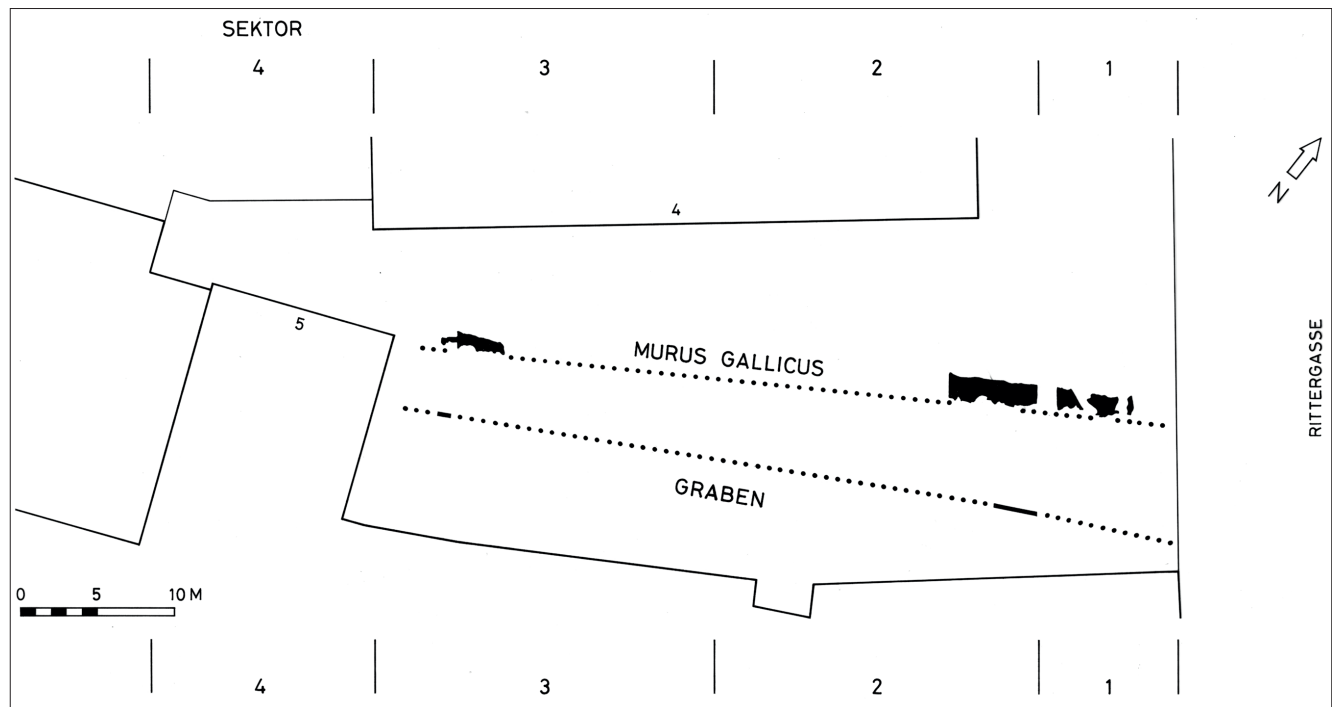 SEKTOR
4 3 2 1
N
4
5
MURUS GALLICUS
RITTERGASSE
GRABEN
0 5 10 M
4 3 2 1